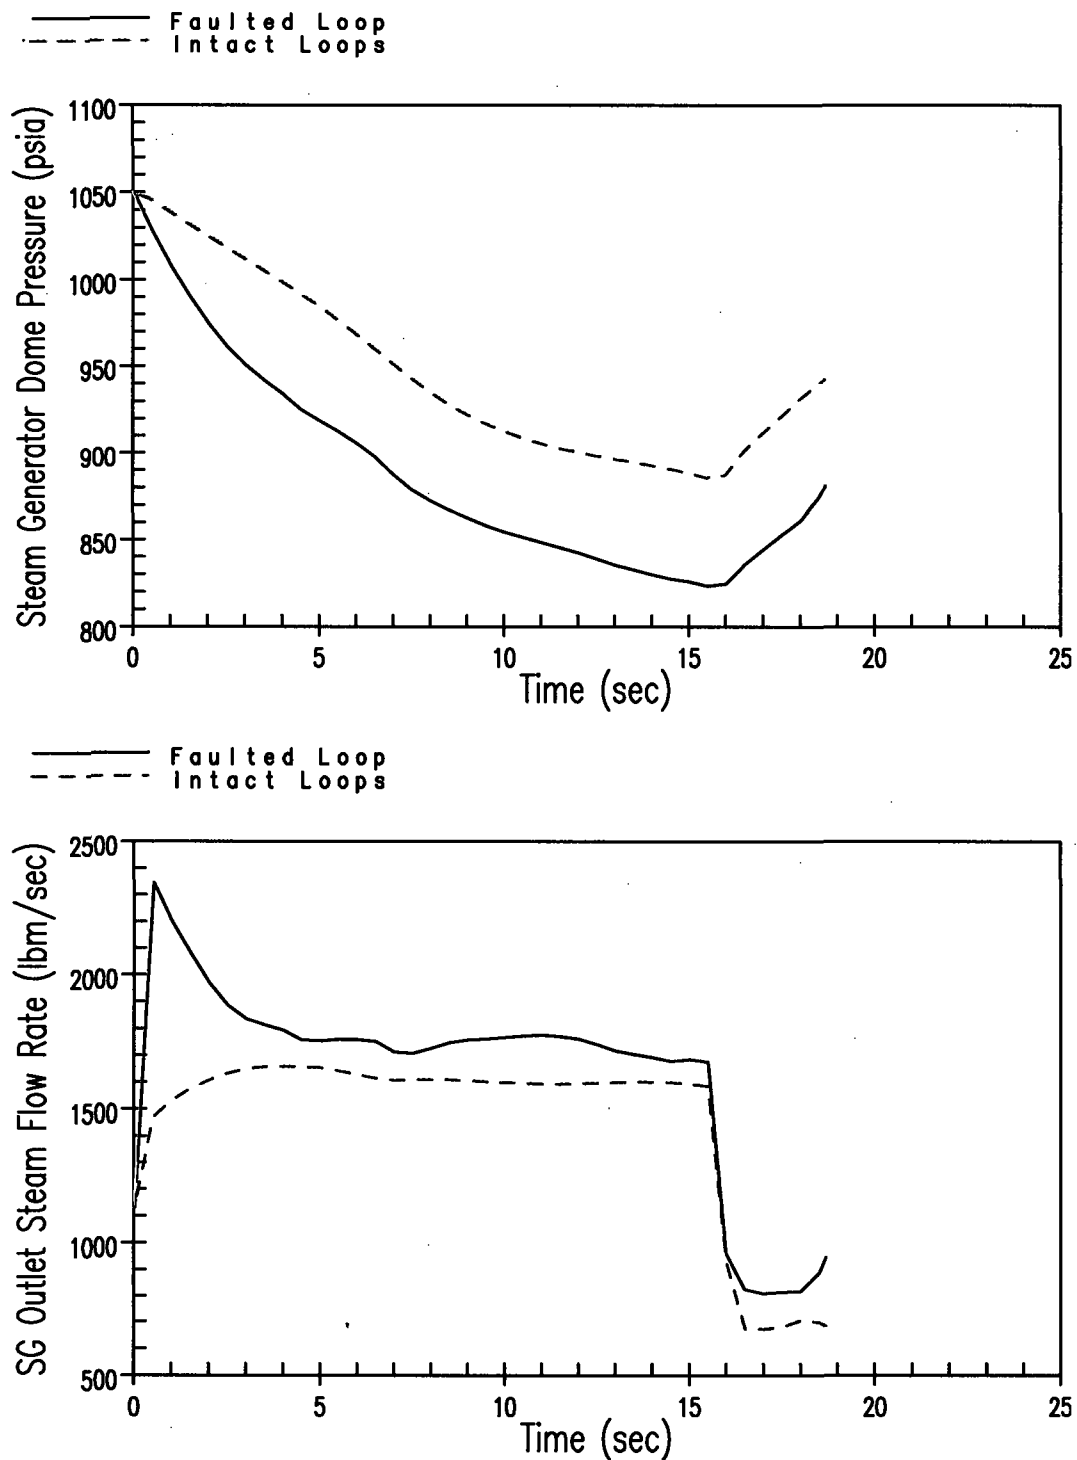 Faulted Loop
Intact Loops
Steam Generator Dome Pressure (psia)
1100
1050
1000
950
900
850
800
0 5 10 15 20 25
Time (sec)
Faulted Loop
Intact Loops
SG Outlet Steam Flow Rate (lbm/sec)
2500
2000
1500
1000
500
0 5 10 15 20 25
Time (sec)